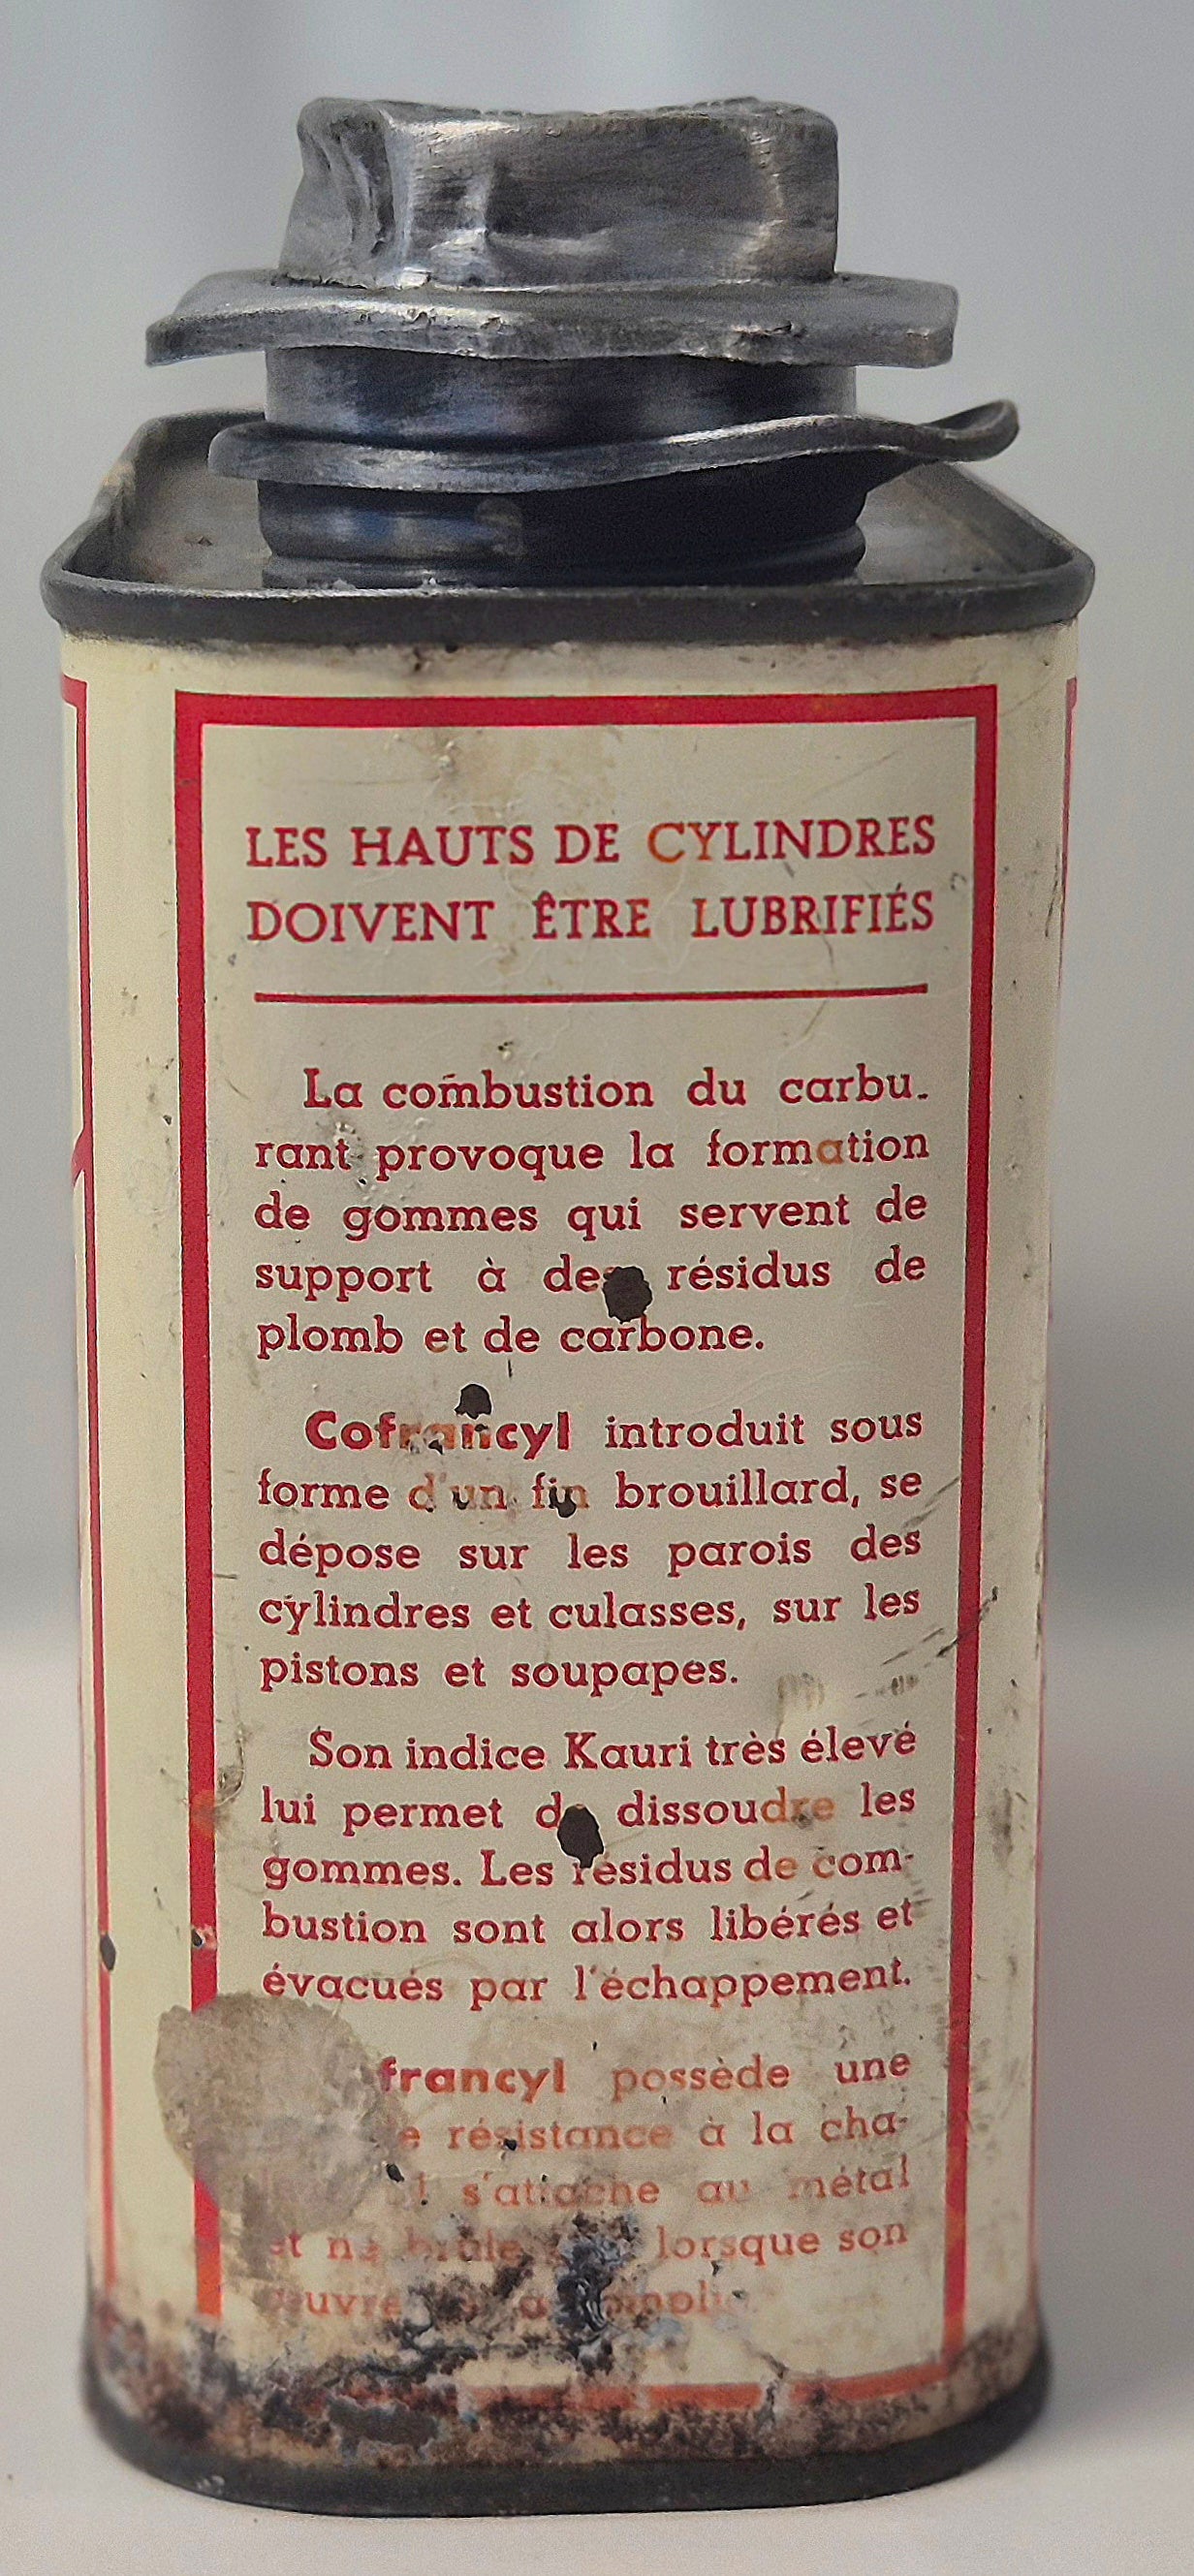 LES HAUTS DE CYLINDRES
DOIVENT ÊTRE LUBRIFIÉS
La combustion du carbu-
rant provoque la formation
de gommes qui servent de
support à des résidus de
plomb et de carbone.
Cofrancyl introduit sous
forme d'un fin brouillard, se
dépose sur les parois des
cylindres et culasses, sur les
pistons et soupapes.
Son indice Kauri très élevé
lui permet de dissoudre les
gommes. Les résidus de com-
bustion sont alors libérés et
évacués par l'échappement.
francyl possède une
résistance à la cha-
s'attache au métal
et ne brûle lorsque son
œuvre